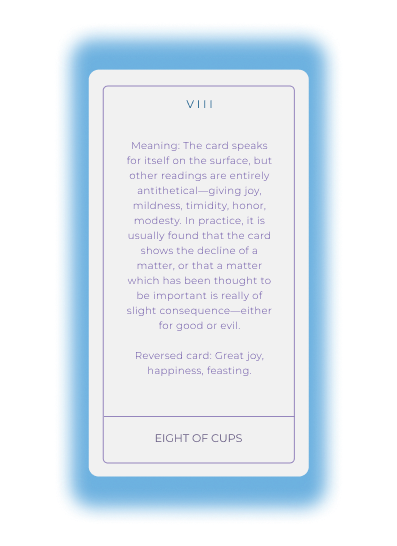 VIII
Meaning: The card speaks
for itself on the surface, but
other readings are entirely
antithetical—giving joy,
mildness, timidity, honor,
modesty. In practice, it is
usually found that the card
shows the decline of a
matter, or that a matter
which has been thought to
be important is really of
slight consequence—either
for good or evil.
Reversed card: Great joy,
happiness, feasting.
EIGHT OF CUPS